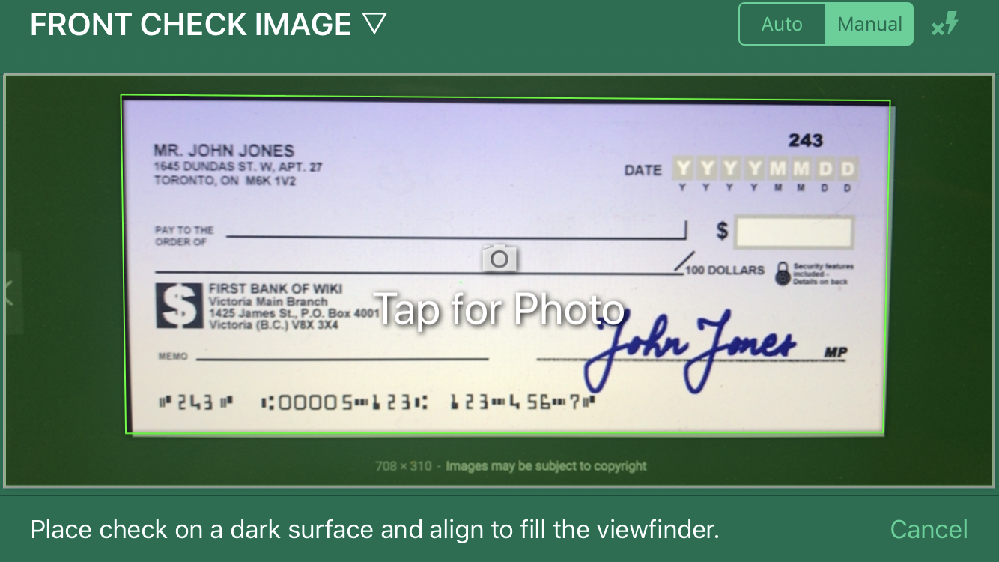 FRONT CHECK IMAGE
Auto Manual
MR. JOHN JONES
1645 DUNDAS ST. W, APT. 27
TORONTO, ON M6K 1V2
243
DATE Y Y Y Y M M D D
Y Y Y Y M M D D
PAY TO THE
ORDER OF
$
100 DOLLARS
Security features
included -
Details on back
FIRST BANK OF WIKI
Victoria Main Branch
1425 James St., P.O. Box 4001
Victoria (B.C.) V8X 3X4
Tap for Photo
John Jones
MP
MEMO
⑈243⑈ ⑆00005⑉123⑆ 123⑉456⑉7⑈
708 × 310 - Images may be subject to copyright
Place check on a dark surface and align to fill the viewfinder.
Cancel